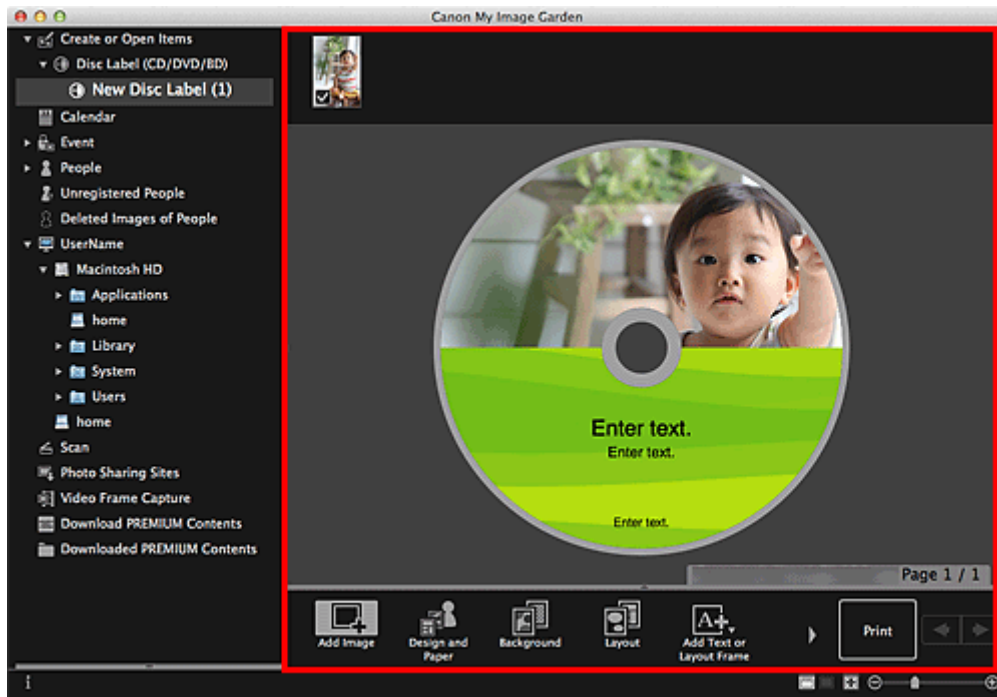 Canon My Image Garden
Create or Open Items
Disc Label (CD/DVD/BD)
New Disc Label (1)
Calendar
Event
People
Unregistered People
Deleted Images of People
UserName
Macintosh HD
Applications
home
Library
System
Users
home
Scan
Photo Sharing Sites
Video Frame Capture
Download PREMIUM Contents
Downloaded PREMIUM Contents
Enter text.
Enter text.
Enter text.
Page 1 / 1
Add Image
Design and
Paper
Background
Layout
Add Text or
Layout Frame
Print